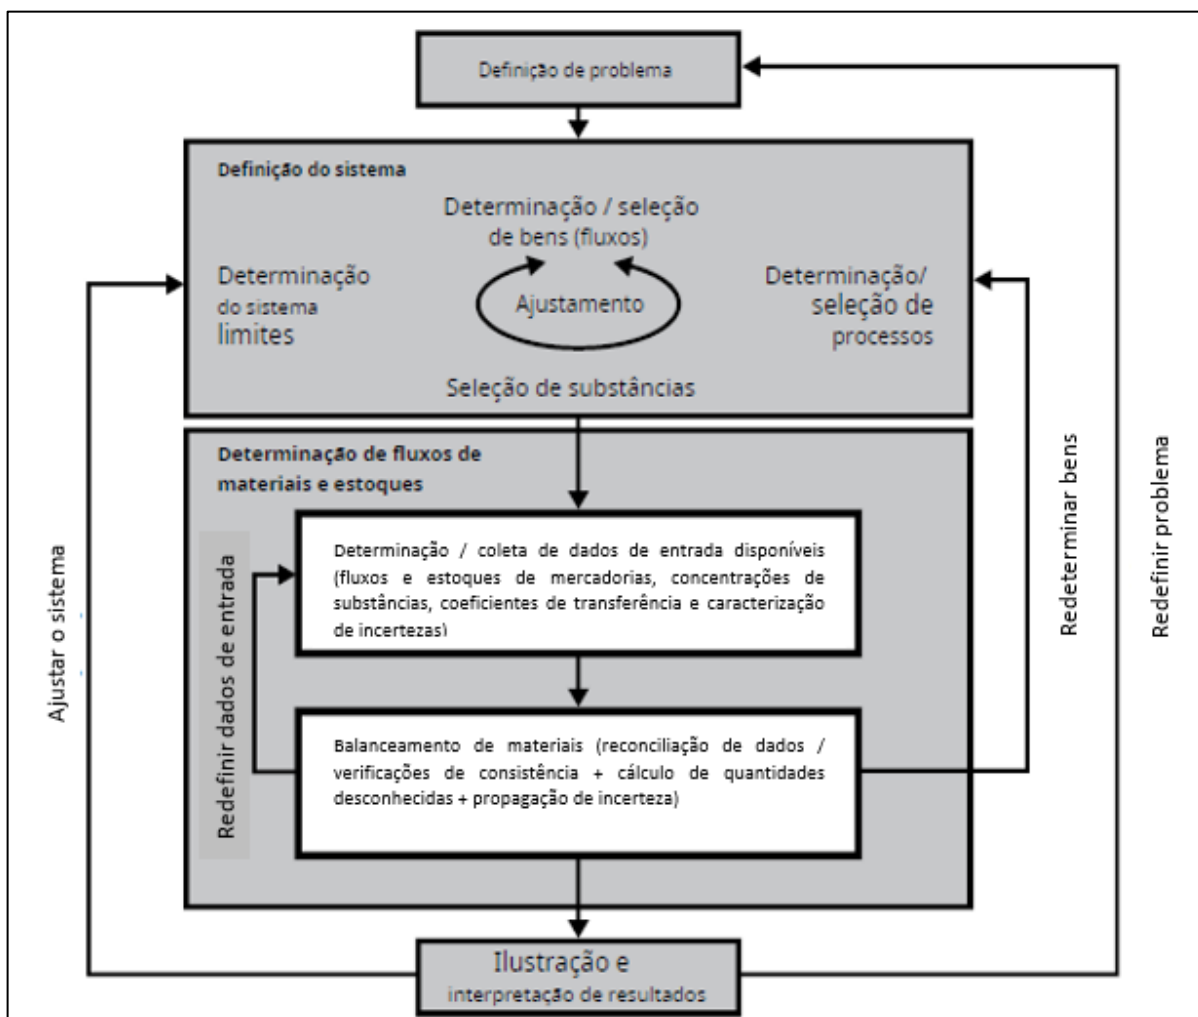 Definição de problema
Definição do sistema
Determinação / seleção
de bens (fluxos)
Determinação
do sistema
limites
Ajustamento
Determinação/
seleção de
processos
Seleção de substâncias
Determinação de fluxos de
materiais e estoques
Determinação / coleta de dados de entrada disponíveis
(fluxos e estoques de mercadorias, concentrações de
substâncias, coeficientes de transferência e caracterização
de incertezas)
Balanceamento de materiais (reconciliação de dados /
verificações de consistência + cálculo de quantidades
desconhecidas + propagação de incerteza)
Redefinir dados de entrada
Ajustar o sistema
Redeterminar bens
Redefinir problema
Ilustração e
interpretação de resultados